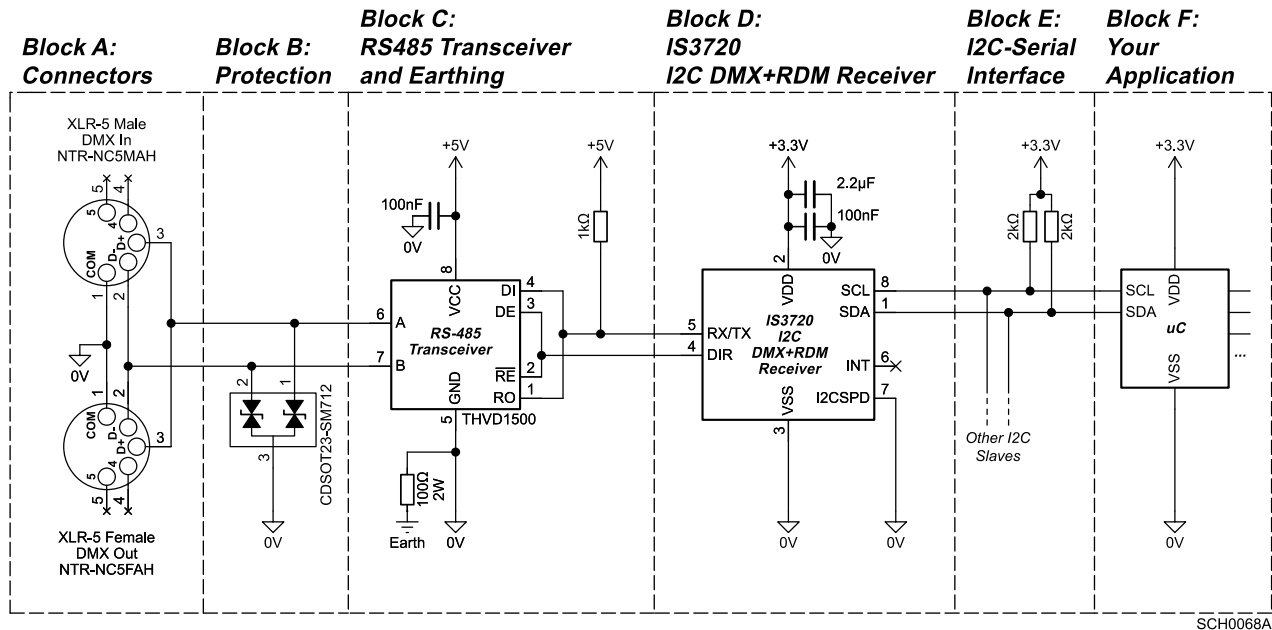 Block A:
Connectors
Block B:
Protection
Block C:
RS485 Transceiver
and Earthing
Block D:
IS3720
I2C DMX+RDM Receiver
Block E:
I2C-Serial
Interface
Block F:
Your
Application
XLR-5 Male
DMX In
NTR-NC5MAH
5
4
5
4
D+
D-
COM
3
1
2
0V
1
2
COM
D-
D+
4
5
3
5
4
XLR-5 Female
DMX Out
NTR-NC5FAH
2
1
3
CDSOT23-SM712
0V
+5V
100nF
0V
8
VCC
6
A
7
B
RS-485
Transceiver
DI
4
DE
3
RE
2
RO
1
GND
5
THVD1500
100Ω
2W
Earth
0V
+5V
1kΩ
+3.3V
2.2µF
100nF
0V
2
VDD
5
RX/TX
4
DIR
IS3720
I2C
DMX+RDM
Receiver
SCL
8
SDA
1
INT
6
I2CSPD
7
VSS
3
0V
0V
+3.3V
2kΩ
2kΩ
Other I2C
Slaves
+3.3V
SCL
SDA
VDD
uC
VSS
...
0V
SCH0068A